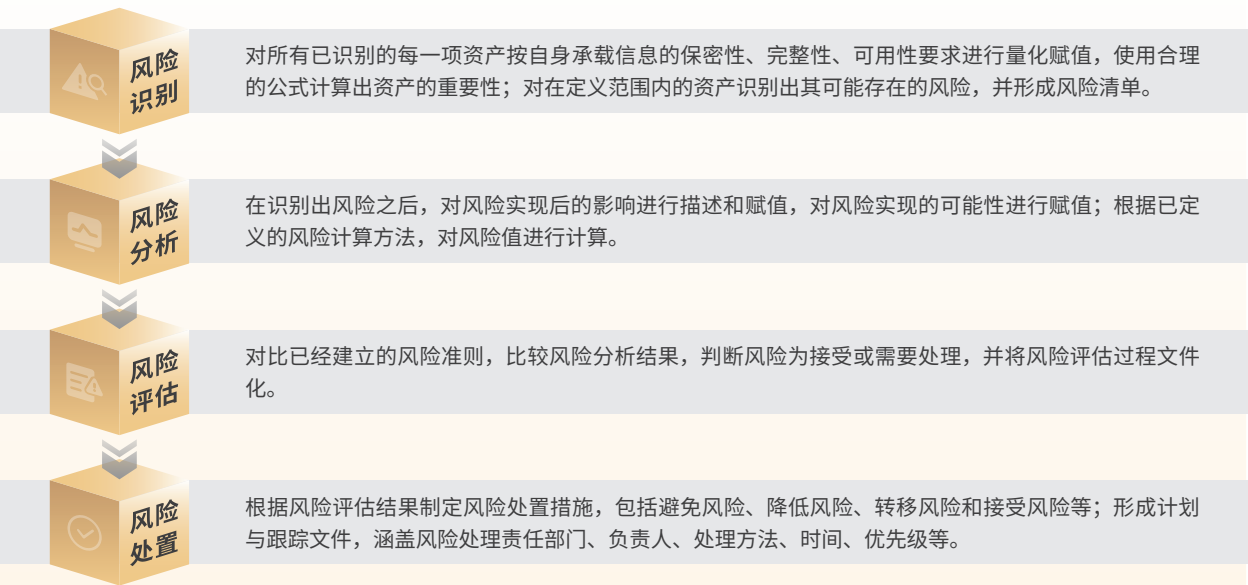 风险
识别
对所有已识别的每一项资产按自身承载信息的保密性、完整性、可用性要求进行量化赋值，使用合理
的公式计算出资产的重要性；对在定义范围内的资产识别出其可能存在的风险，并形成风险清单。
风险
分析
在识别出风险之后，对风险实现后的影响进行描述和赋值，对风险实现的可能性进行赋值；根据已定
义的风险计算方法，对风险值进行计算。
风险
评估
对比已经建立的风险准则，比较风险分析结果，判断风险为接受或需要处理，并将风险评估过程文件
化。
风险
处置
根据风险评估结果制定风险处置措施，包括避免风险、降低风险、转移风险和接受风险等；形成计划
与跟踪文件，涵盖风险处理责任部门、负责人、处理方法、时间、优先级等。